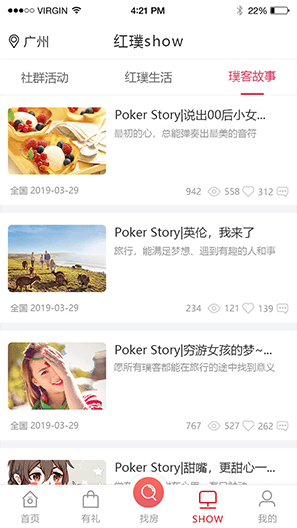 VIRGIN 4:21 PM 22%
广州 红璞show
社群活动 红璞生活 璞客故事
Poker Story|说出00后小女...
最初的心，总能弹奏出最美的音符
全国 2019-03-29 942 558 312
Poker Story|英伦，我来了
旅行，能满足梦想、遇到有趣的人和事
全国 2019-03-29 234 121 139
Poker Story|穷游女孩的梦~...
愿所有璞客都能在旅行的途中找到意义
全国 2019-03-29 767 527 262
Poker Story|甜嘴，更甜心一...
首页 有礼 找房 SHOW 我的